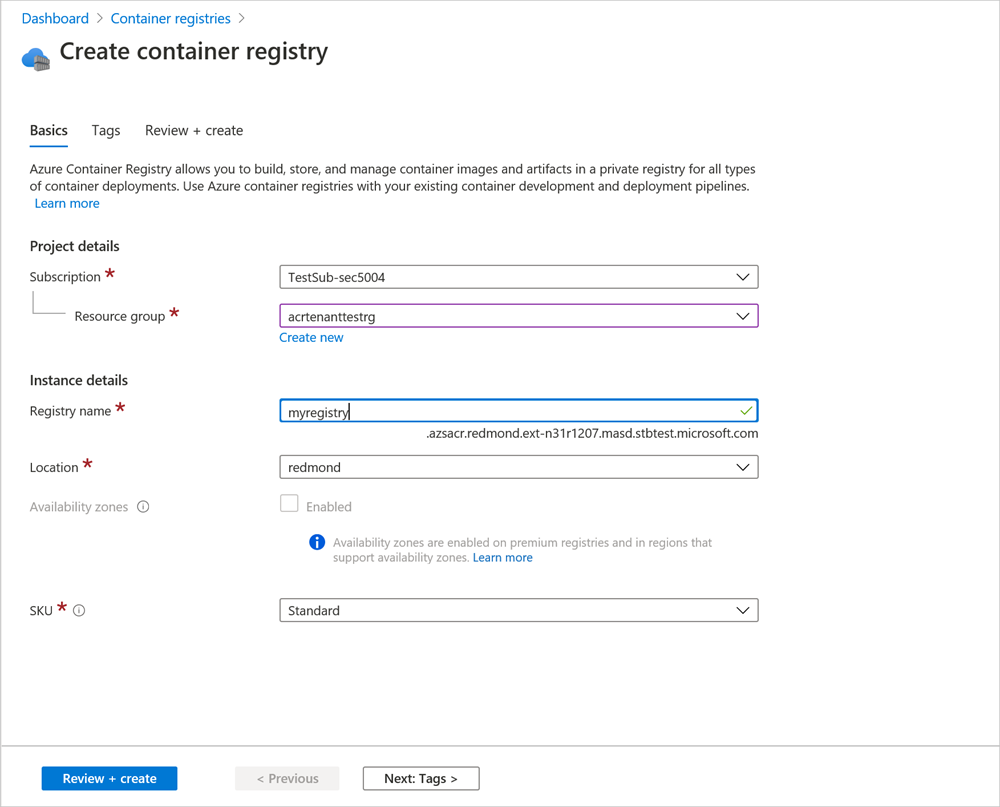 Dashboard > Container registries >
Create container registry
Basics Tags Review + create
Azure Container Registry allows you to build, store, and manage container images and artifacts in a private registry for all types
of container deployments. Use Azure container registries with your existing container development and deployment pipelines.
Learn more
Project details
Subscription * TestSub-sec5004
Resource group * acrtenanttestrg
Create new
Instance details
Registry name * myregistry
.azsacr.redmond.ext-n31r1207.masd.stbtest.microsoft.com
Location * redmond
Availability zones Enabled
Availability zones are enabled on premium registries and in regions that
support availability zones. Learn more
SKU * Standard
Review + create < Previous Next: Tags >